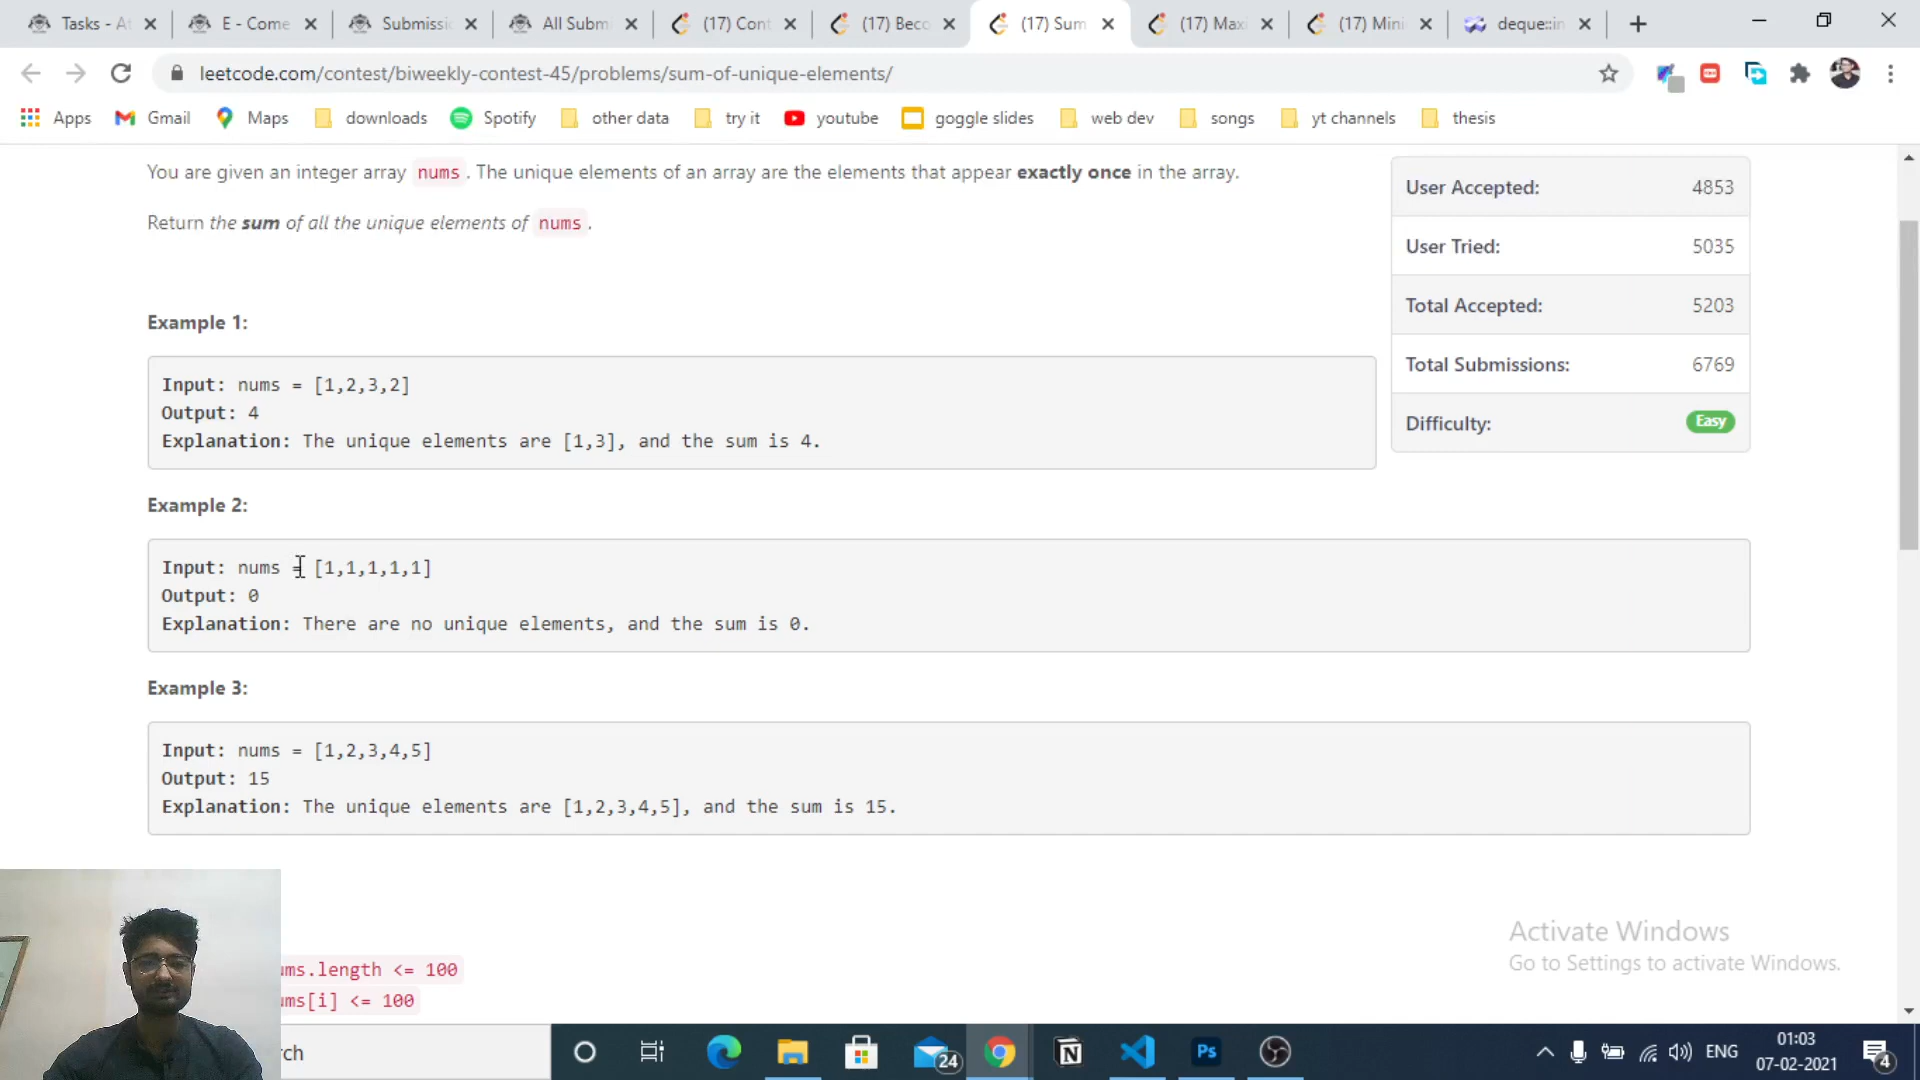 Tasks - At
E - Come
Submissic
All Submi
(17) Cont
(17) Beco
(17) Sum
(17) Maxi
(17) Mini
deque::in
leetcode.com/contest/biweekly-contest-45/problems/sum-of-unique-elements/
Apps
Gmail
Maps
downloads
Spotify
other data
try it
youtube
goggle slides
web dev
songs
yt channels
thesis
You are given an integer array nums. The unique elements of an array are the elements that appear exactly once in the array.
Return the sum of all the unique elements of nums.
User Accepted: 4853
User Tried: 5035
Total Accepted: 5203
Total Submissions: 6769
Difficulty: Easy
Example 1:
Input: nums = [1,2,3,2]
Output: 4
Explanation: The unique elements are [1,3], and the sum is 4.
Example 2:
Input: nums = [1,1,1,1,1]
Output: 0
Explanation: There are no unique elements, and the sum is 0.
Example 3:
Input: nums = [1,2,3,4,5]
Output: 15
Explanation: The unique elements are [1,2,3,4,5], and the sum is 15.
ums.length <= 100
ums[i] <= 100
Activate Windows
Go to Settings to activate Windows.
rch
24
Ps
ENG
01:03
07-02-2021
4